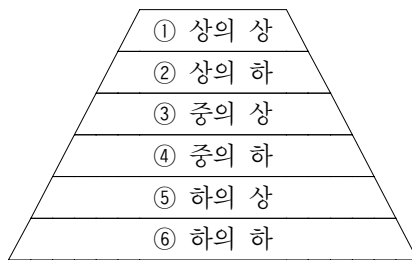 ① 상의 상
② 상의 하
③ 중의 상
④ 중의 하
⑤ 하의 상
⑥ 하의 하